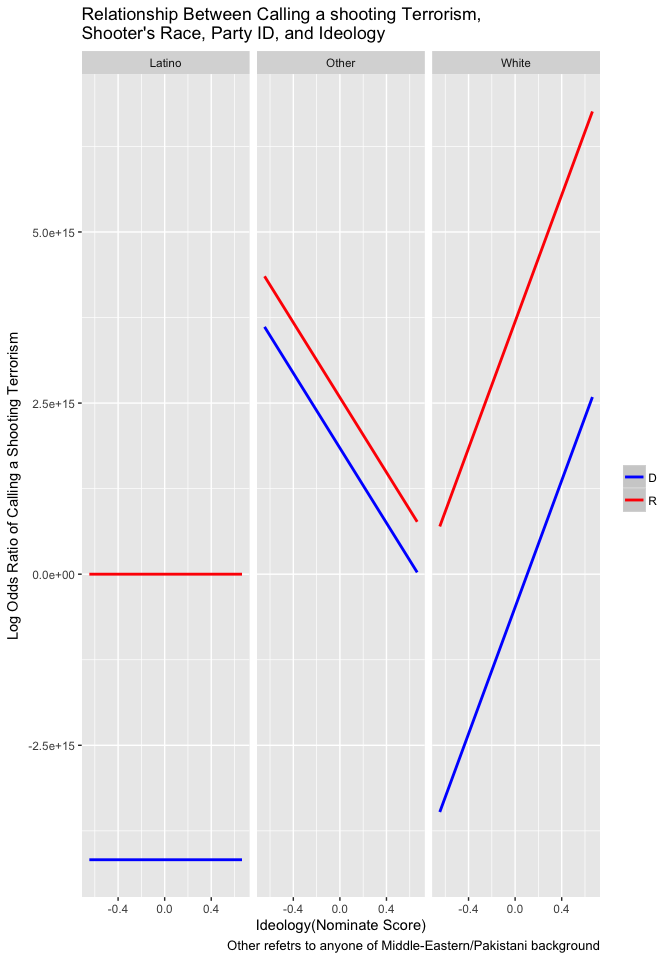 Relationship Between Calling a shooting Terrorism,
Shooter's Race, Party ID, and Ideology
Latino
Other
White
Log Odds Ratio of Calling a Shooting Terrorism
5.0e+15
2.5e+15
0.0e+00
-2.5e+15
D
R
-0.4 0.0 0.4
-0.4 0.0 0.4
-0.4 0.0 0.4
Ideology(Nominate Score)
Other refetrs to anyone of Middle-Eastern/Pakistani background